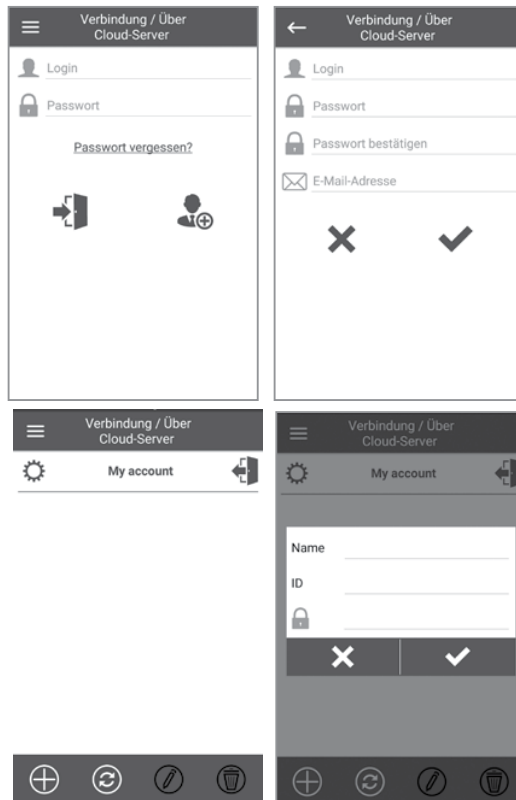 Verbindung / Über
Cloud-Server
Login
Passwort
Passwort vergessen?
Verbindung / Über
Cloud-Server
Login
Passwort
Passwort bestätigen
E-Mail-Adresse
Verbindung / Über
Cloud-Server
My account
Verbindung / Über
Cloud-Server
My account
Name
ID